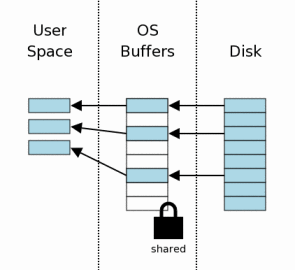 User
Space
OS
Buffers
Disk
shared